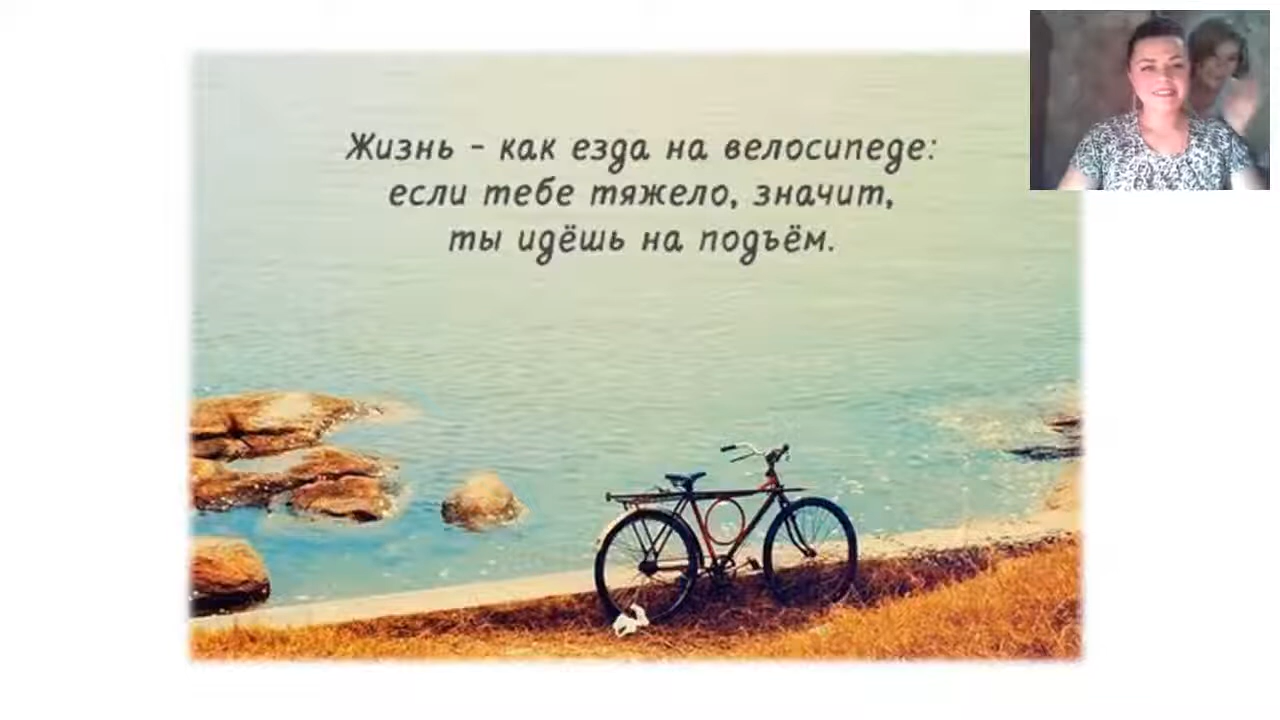 Жизнь - как езда на велосипеде:
если тебе тяжело, значит,
ты идёшь на подъём.